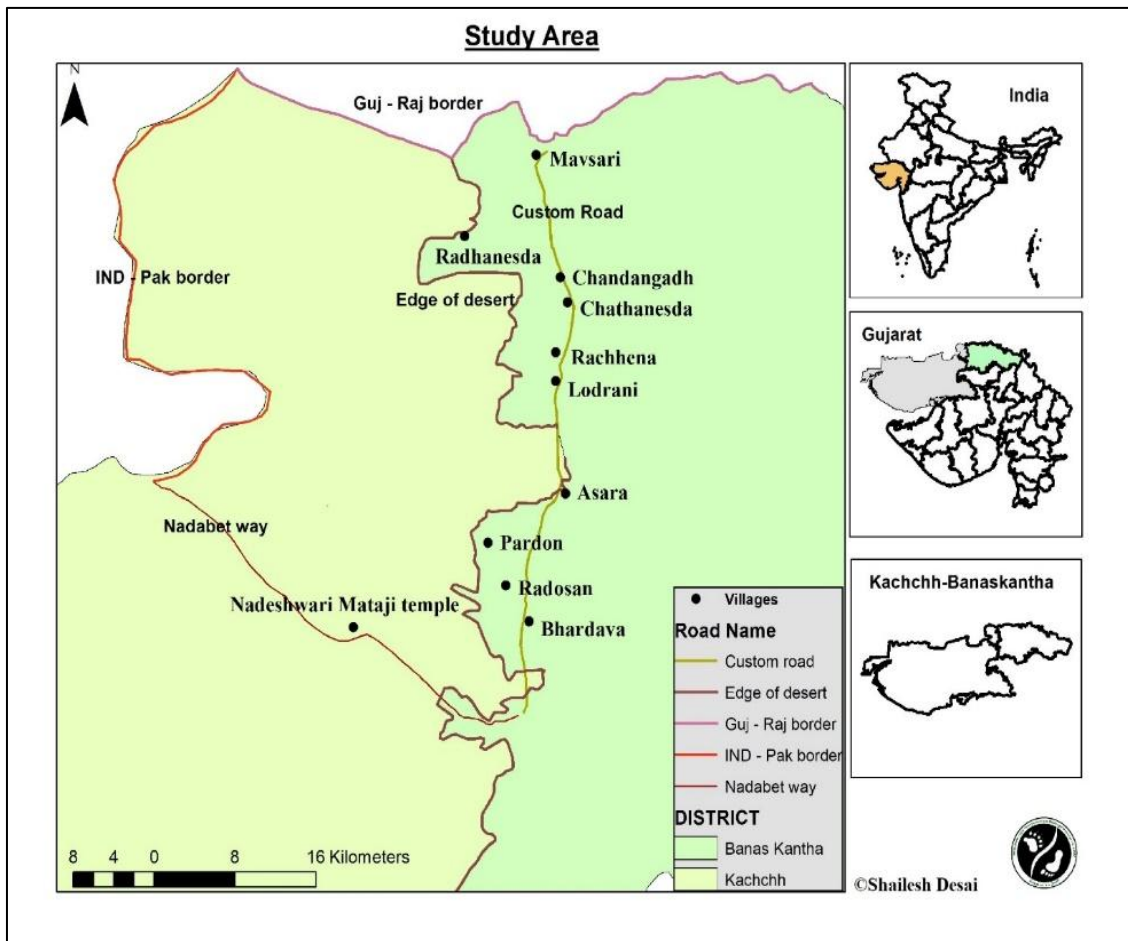 Study Area
N
Guj - Raj border
Mavsari
Custom Road
Radhanesda
IND - Pak border
Chandangadh
Edge of desert
Chathanesda
Rachhena
Lodrani
Asara
Nadabet way
Pardon
Radosan
Nadeshwari Mataji temple
Bhardava
8 4 0 8 16 Kilometers
Villages
Road Name
Custom road
Edge of desert
Guj - Raj border
IND - Pak border
Nadabet way
DISTRICT
Banas Kantha
Kachchh
India
Gujarat
Kachchh-Banaskantha
©Shailesh Desai